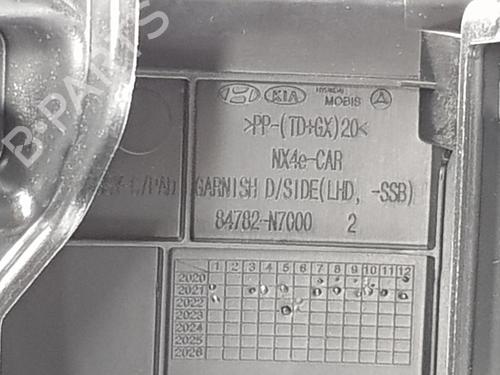 KIA HYUNDAI MOBIS A
>PP-(TD+GX)20<
NX4e-CAR
GARNISH D/SIDE(LHD, -SSB)
84782-N7000 2
1 2 3 4 5 6 7 8 9 10 11 12
2020
2021
2022
2023
2024
2025
2026
B-PARTS